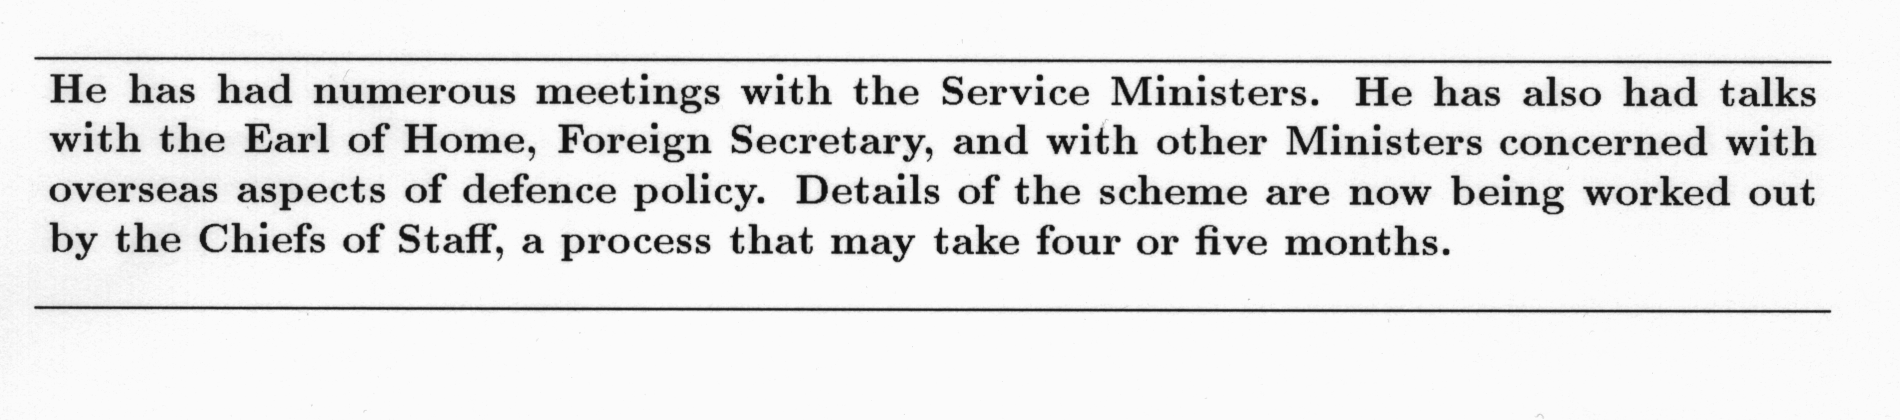 He has had numerous meetings with the Service Ministers. He has also had talks
with the Earl of Home, Foreign Secretary, and with other Ministers concerned with
overseas aspects of defence policy. Details of the scheme are now being worked out
by the Chiefs of Staff, a process that may take four or five months.